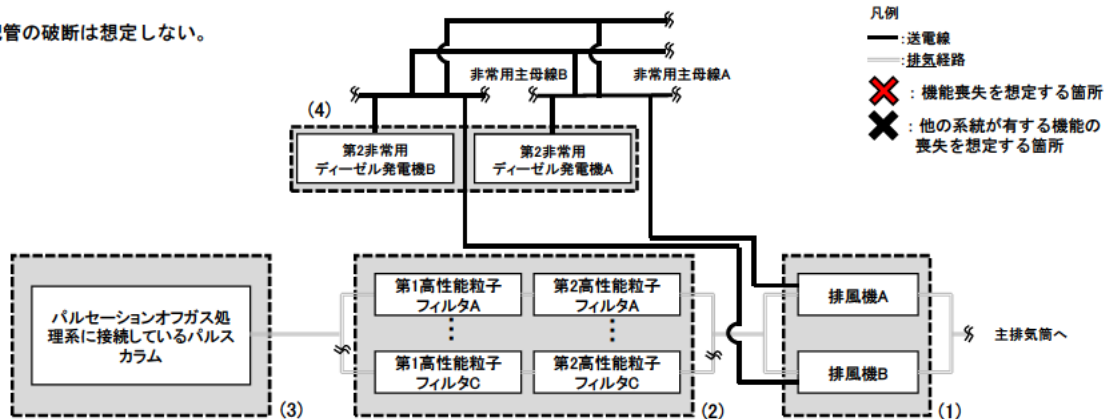 管の破断は想定しない。
凡例
:送電線
:排気経路
:機能喪失を想定する箇所
:他の系統が有する機能の
喪失を想定する箇所
非常用主母線B
非常用主母線A
(4)
第2非常用
ディーゼル発電機B
第2非常用
ディーゼル発電機A
パルセーションオフガス処
理系に接続しているパルス
カラム
(3)
第1高性能粒子
フィルタA
第2高性能粒子
フィルタA
第1高性能粒子
フィルタC
第2高性能粒子
フィルタC
(2)
排風機A
排風機B
(1)
主排気筒へ